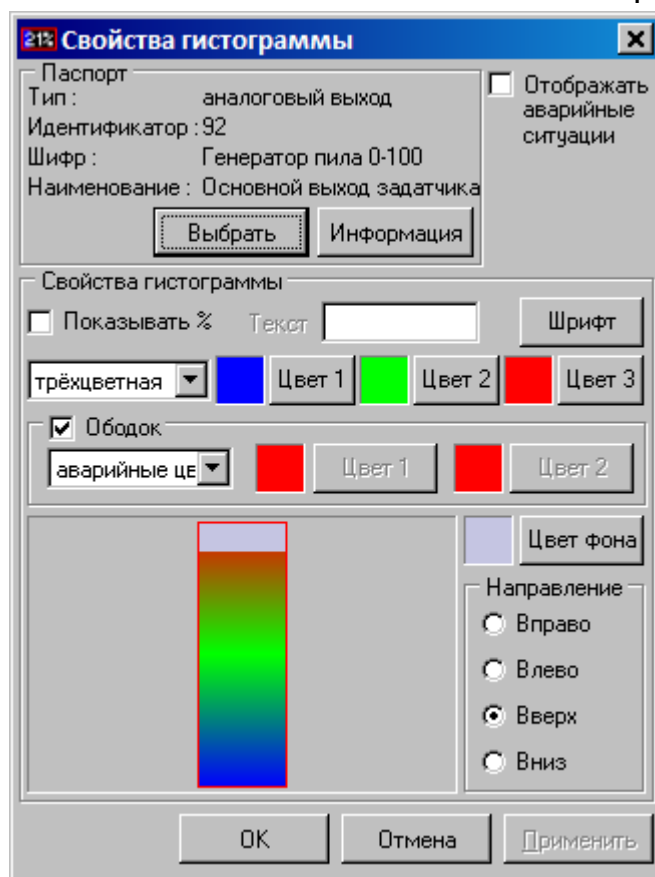 21% Свойства гистограммы
Паспорт
Тип : аналоговый выход
Идентификатор : 92
Шифр : Генератор пила 0-100
Наименование : Основной выход задатчика
Выбрать Информация
Отображать
аварийные
ситуации
Свойства гистограммы
Показывать % Текст Шрифт
трёхцветная Цвет 1 Цвет 2 Цвет 3
Ободок
аварийные цв Цвет 1 Цвет 2
Цвет фона
Направление
Вправо
Влево
Вверх
Вниз
ОК Отмена Применить